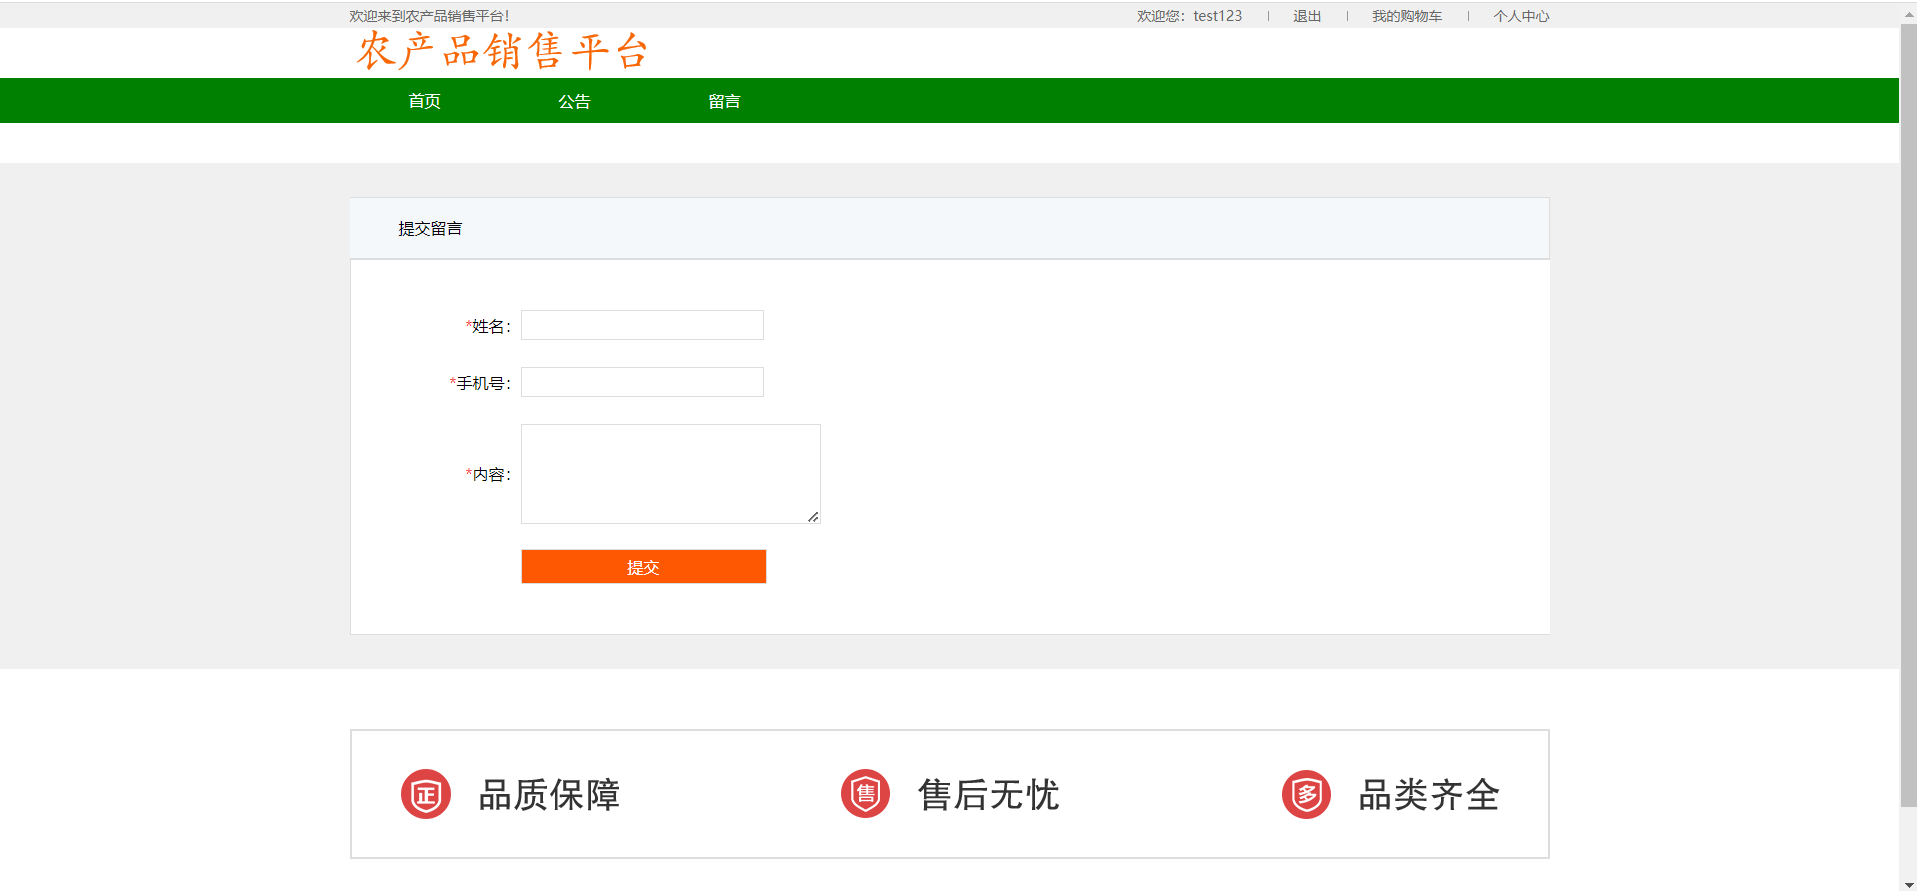 欢迎来到农产品销售平台! 欢迎您：test123 | 退出 | 我的购物车 | 个人中心
农产品销售平台
首页 公告 留言
提交留言
*姓名：
*手机号：
*内容：
提交
正 品质保障 售 售后无忧 多 品类齐全